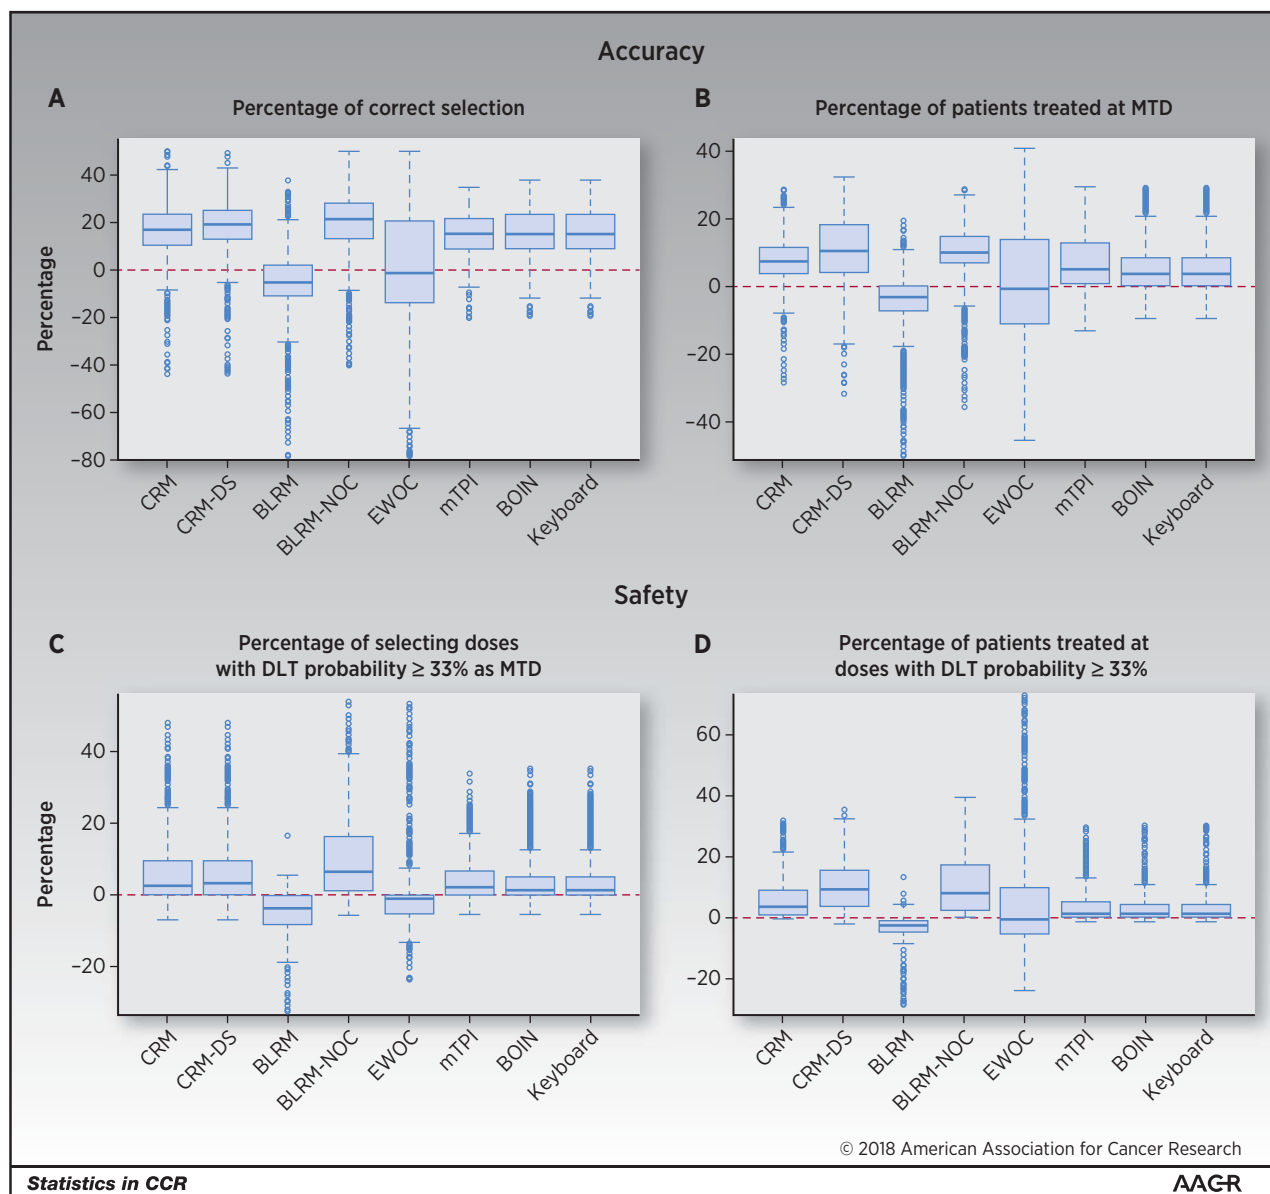 Accuracy
A
Percentage of correct selection
Percentage
40
20
0
–20
–40
–60
–80
CRM
CRM-DS
BLRM
BLRM-NOC
EWOC
mTPI
BOIN
Keyboard
B
Percentage of patients treated at MTD
40
20
0
–20
–40
CRM
CRM-DS
BLRM
BLRM-NOC
EWOC
mTPI
BOIN
Keyboard
Safety
C
Percentage of selecting doses
with DLT probability ≥ 33% as MTD
Percentage
40
20
0
–20
CRM
CRM-DS
BLRM
BLRM-NOC
EWOC
mTPI
BOIN
Keyboard
D
Percentage of patients treated at
doses with DLT probability ≥ 33%
60
40
20
0
–20
CRM
CRM-DS
BLRM
BLRM-NOC
EWOC
mTPI
BOIN
Keyboard
© 2018 American Association for Cancer Research
Statistics in CCR
AACR